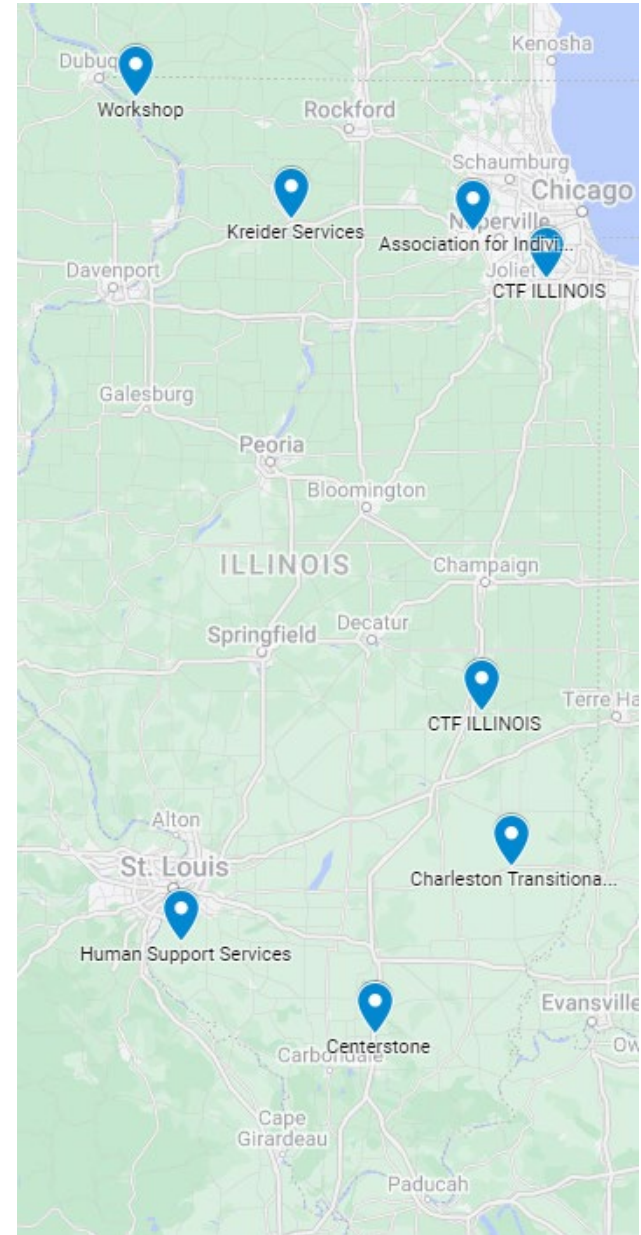 Kenosha
Dubuq
Workshop
Rockford
Schaumburg
Chicago
Kreider Services
Naperville
Association for Indivi...
Davenport
Joliet
CTF ILLINOIS
Galesburg
Peoria
Bloomington
ILLINOIS
Champaign
Decatur
Springfield
Terre Ha
CTF ILLINOIS
Alton
St. Louis
Charleston Transitiona...
Human Support Services
Evansville
Centerstone
Carbondale
Ow
Cape
Girardeau
Paducah